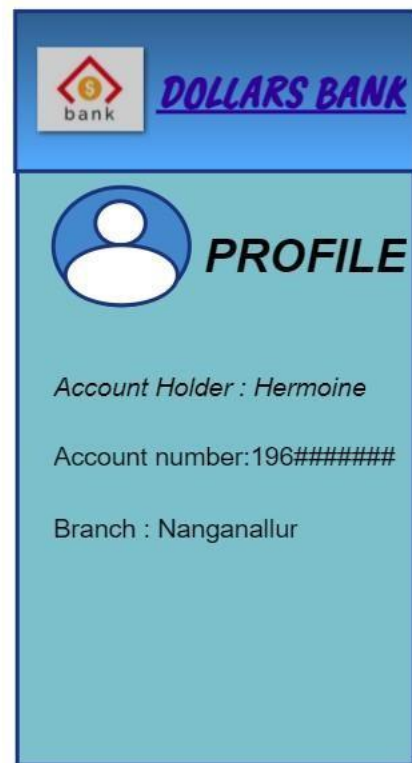 bank
DOLLARS BANK
PROFILE
Account Holder : Hermoine
Account number:196#######
Branch : Nanganallur